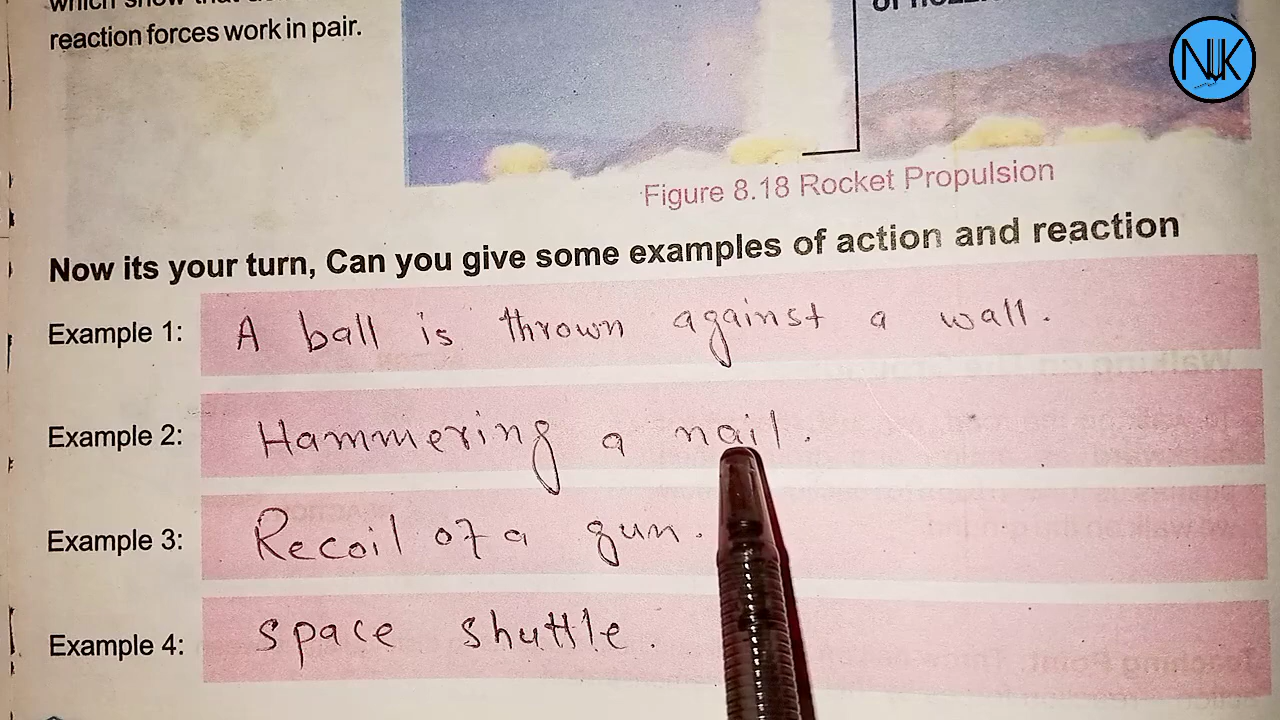 reaction forces work in pair.
Figure 8.18 Rocket Propulsion
Now its your turn, Can you give some examples of action and reaction
Example 1: A ball is thrown against a wall.
Example 2: Hammering a nail.
Example 3: Recoil of a gun.
Example 4: space shuttle.
NJK